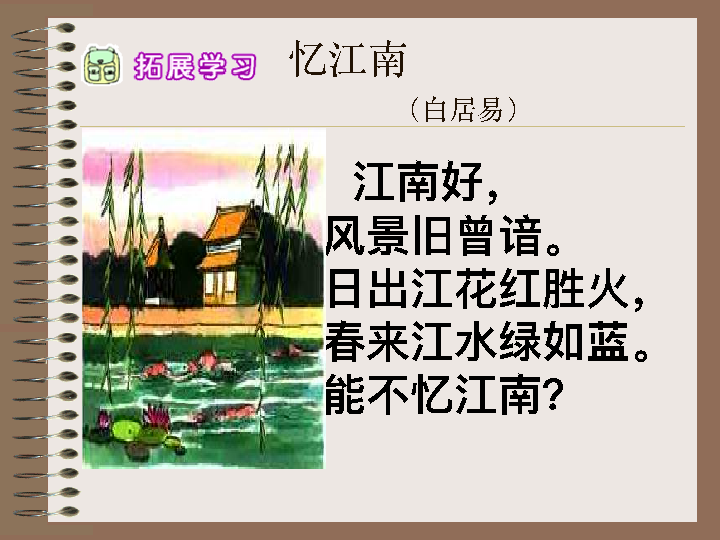 拓展学习
忆江南
（白居易）
江南好，
风景旧曾谙。
日出江花红胜火，
春来江水绿如蓝。
能不忆江南？